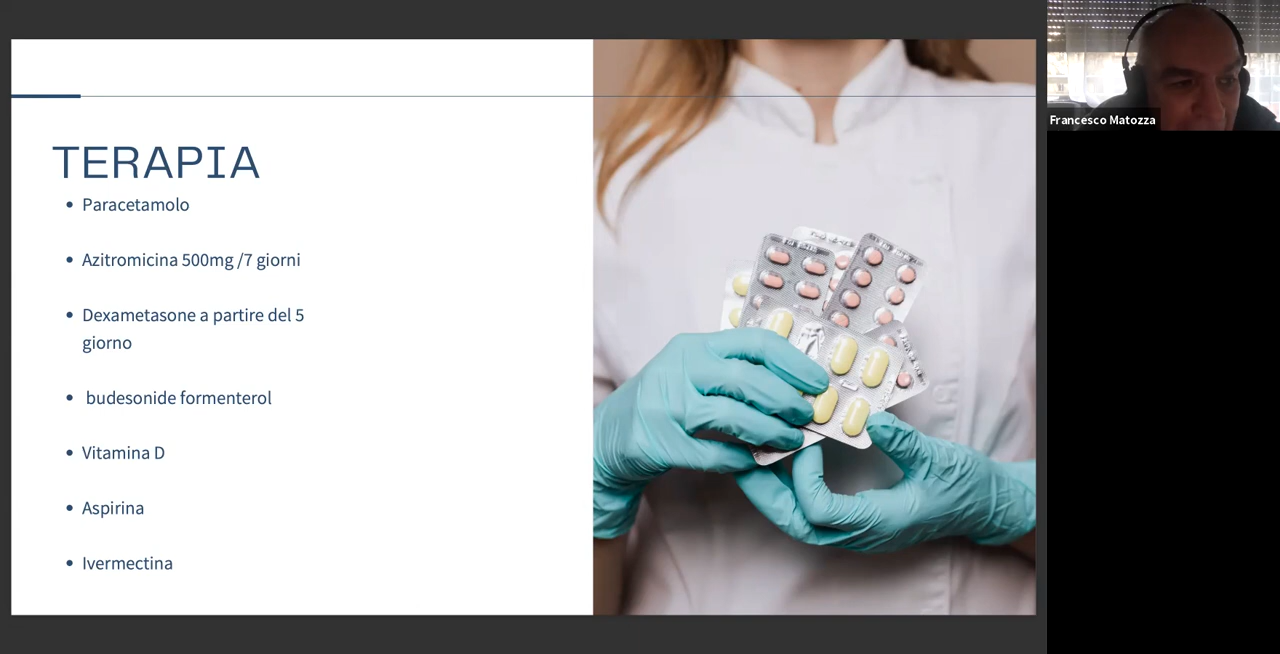 TERAPIA
• Paracetamolo
• Azitromicina 500mg /7 giorni
• Dexametasone a partire del 5
giorno
• budesonide formenterol
• Vitamina D
• Aspirina
• Ivermectina
Francesco Matozza